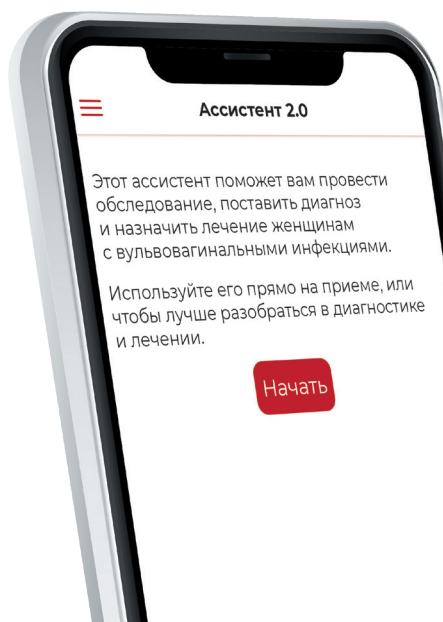 Ассистент 2.0
Этот ассистент поможет вам провести
обследование, поставить диагноз
и назначить лечение женщинам
с вульвовагинальными инфекциями.
Используйте его прямо на приеме, или
чтобы лучше разобраться в диагностике
и лечении.
Начать